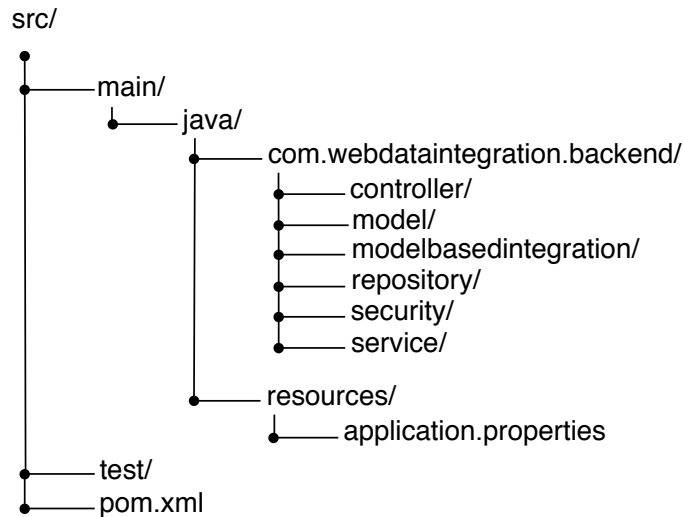 src/
main/
java/
com.webdataintegration.backend/
controller/
model/
modelbasedintegration/
repository/
security/
service/
resources/
application.properties
test/
pom.xml